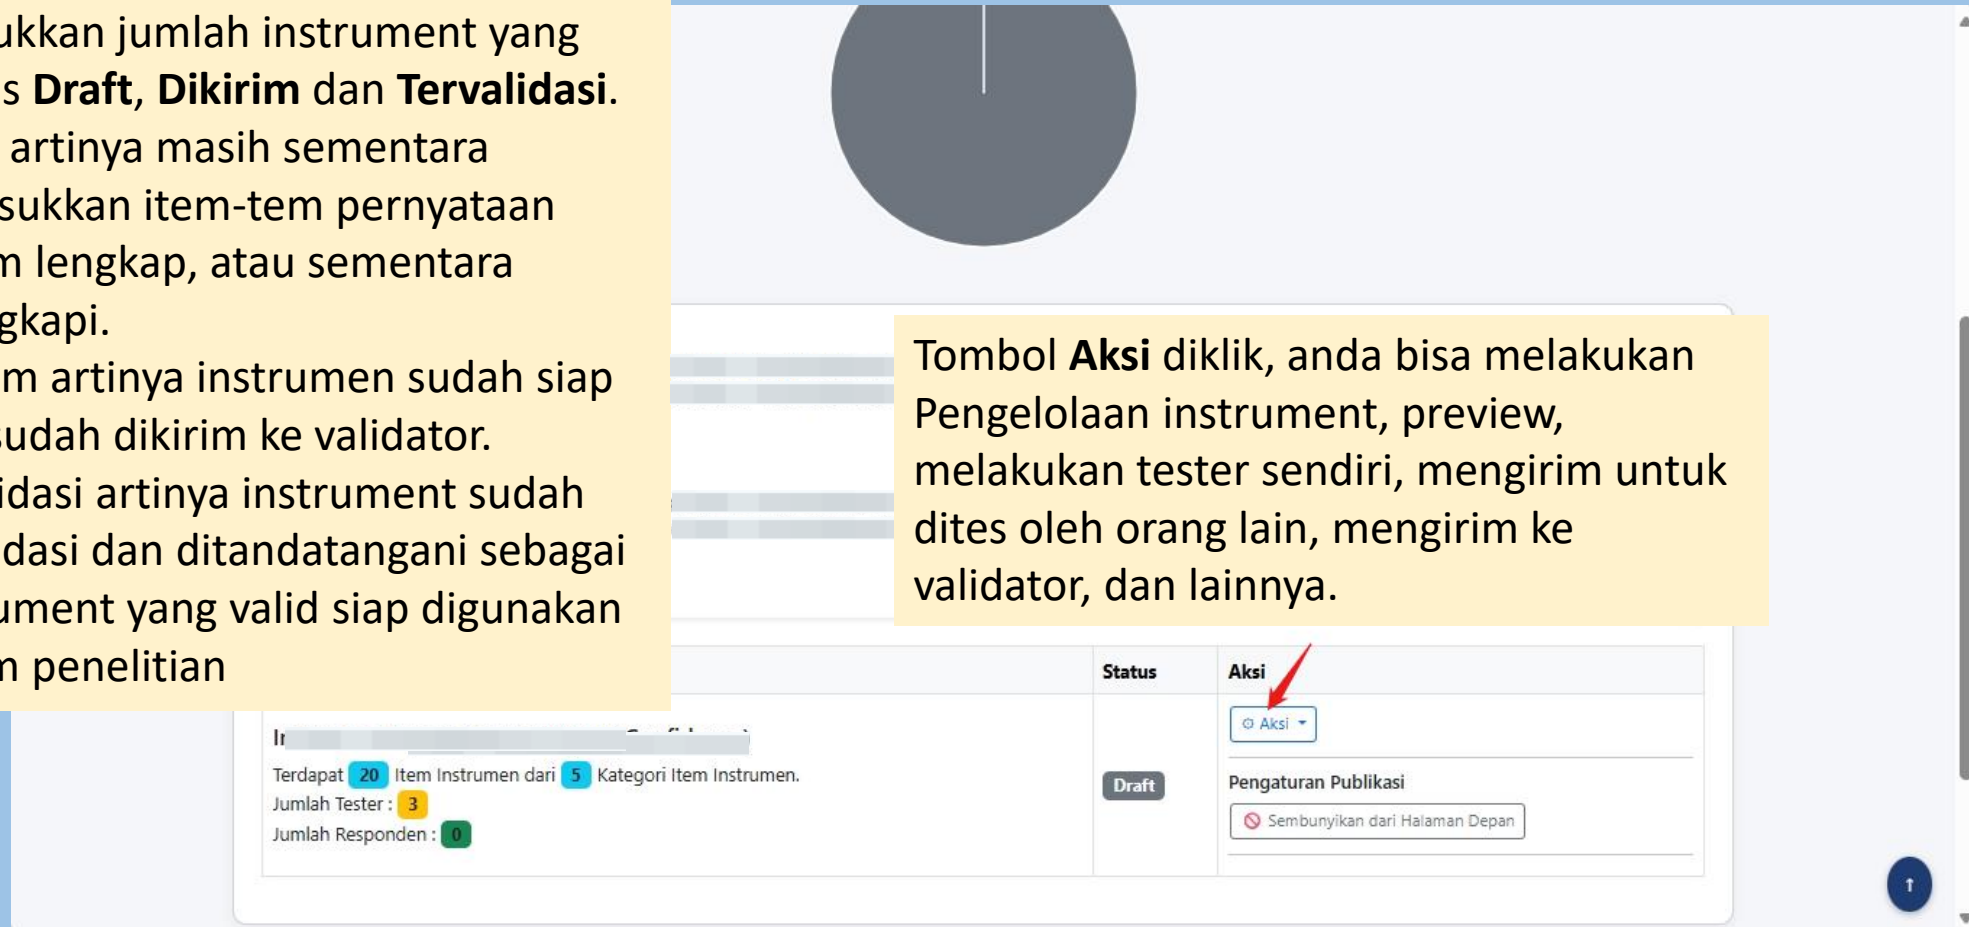 ukkan jumlah instrument yang
s Draft, Dikirim dan Tervalidasi.
artinya masih sementara
sukkan item-tem pernyataan
m lengkap, atau sementara
gkapi.
m artinya instrumen sudah siap
sudah dikirim ke validator.
idasi artinya instrument sudah
dasi dan ditandatangani sebagai
ument yang valid siap digunakan
m penelitian
Tombol Aksi diklik, anda bisa melakukan
Pengelolaan instrument, preview,
melakukan tester sendiri, mengirim untuk
dites oleh orang lain, mengirim ke
validator, dan lainnya.
Status
Aksi
Aksi
Terdapat 20 Item Instrumen dari 5 Kategori Item Instrumen.
Jumlah Tester : 3
Jumlah Responden : 0
Draft
Pengaturan Publikasi
Sembunyikan dari Halaman Depan